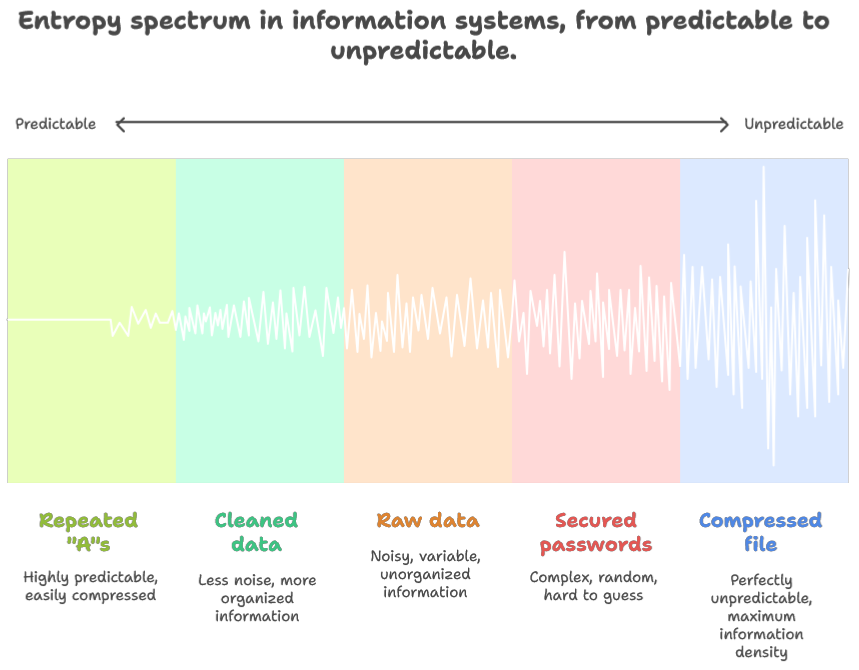 Entropy spectrum in information systems, from predictable to
unpredictable.
Predictable
Unpredictable
Repeated
"A"s
Highly predictable,
easily compressed
Cleaned
data
Less noise, more
organized
information
Raw data
Noisy, variable,
unorganized
information
Secured
passwords
Complex, random,
hard to guess
Compressed
file
Perfectly
unpredictable,
maximum
information
density